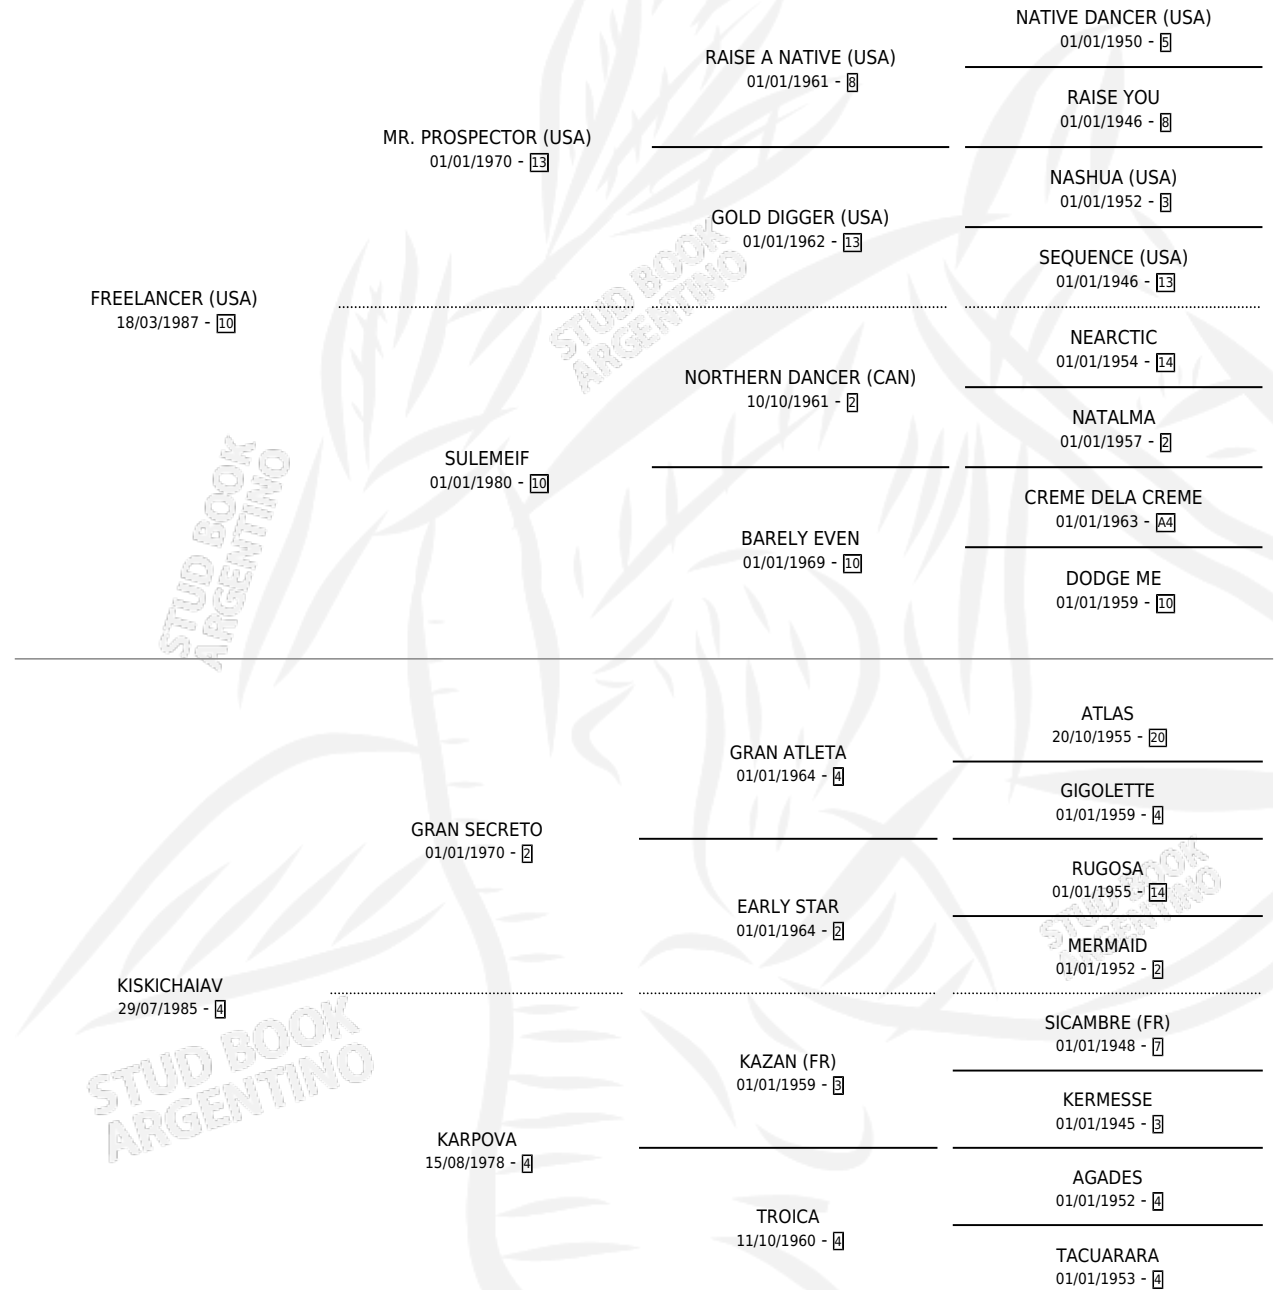 NATIVE DANCER (USA)
01/01/1950 - 5
RAISE A NATIVE (USA)
01/01/1961 - 8
RAISE YOU
01/01/1946 - 8
MR. PROSPECTOR (USA)
01/01/1970 - 13
NASHUA (USA)
01/01/1952 - 3
GOLD DIGGER (USA)
01/01/1962 - 13
SEQUENCE (USA)
01/01/1946 - 13
FREELANCER (USA)
18/03/1987 - 10
STUD BOOK
ARGENTINO
NEARCTIC
01/01/1954 - 14
NORTHERN DANCER (CAN)
10/10/1961 - 2
NATALMA
01/01/1957 - 2
SULEMEIF
01/01/1980 - 10
CREME DELA CREME
01/01/1963 - A4
BARELY EVEN
01/01/1969 - 10
DODGE ME
01/01/1959 - 10
STUD BOOK
ARGENTINO
ATLAS
20/10/1955 - 20
GRAN ATLETA
01/01/1964 - 4
GIGOLETTE
01/01/1959 - 4
GRAN SECRETO
01/01/1970 - 2
RUGOSA
01/01/1955 - 14
EARLY STAR
01/01/1964 - 2
STUD BOOK
ARGENTINO
MERMAID
01/01/1952 - 2
KISKICHAIAV
29/07/1985 - 4
STUD BOOK
ARGENTINO
SICAMBRE (FR)
01/01/1948 - 7
KAZAN (FR)
01/01/1959 - 3
KERMESSE
01/01/1945 - 3
KARPOVA
15/08/1978 - 4
AGADES
01/01/1952 - 4
TROICA
11/10/1960 - 4
TACUARARA
01/01/1953 - 4